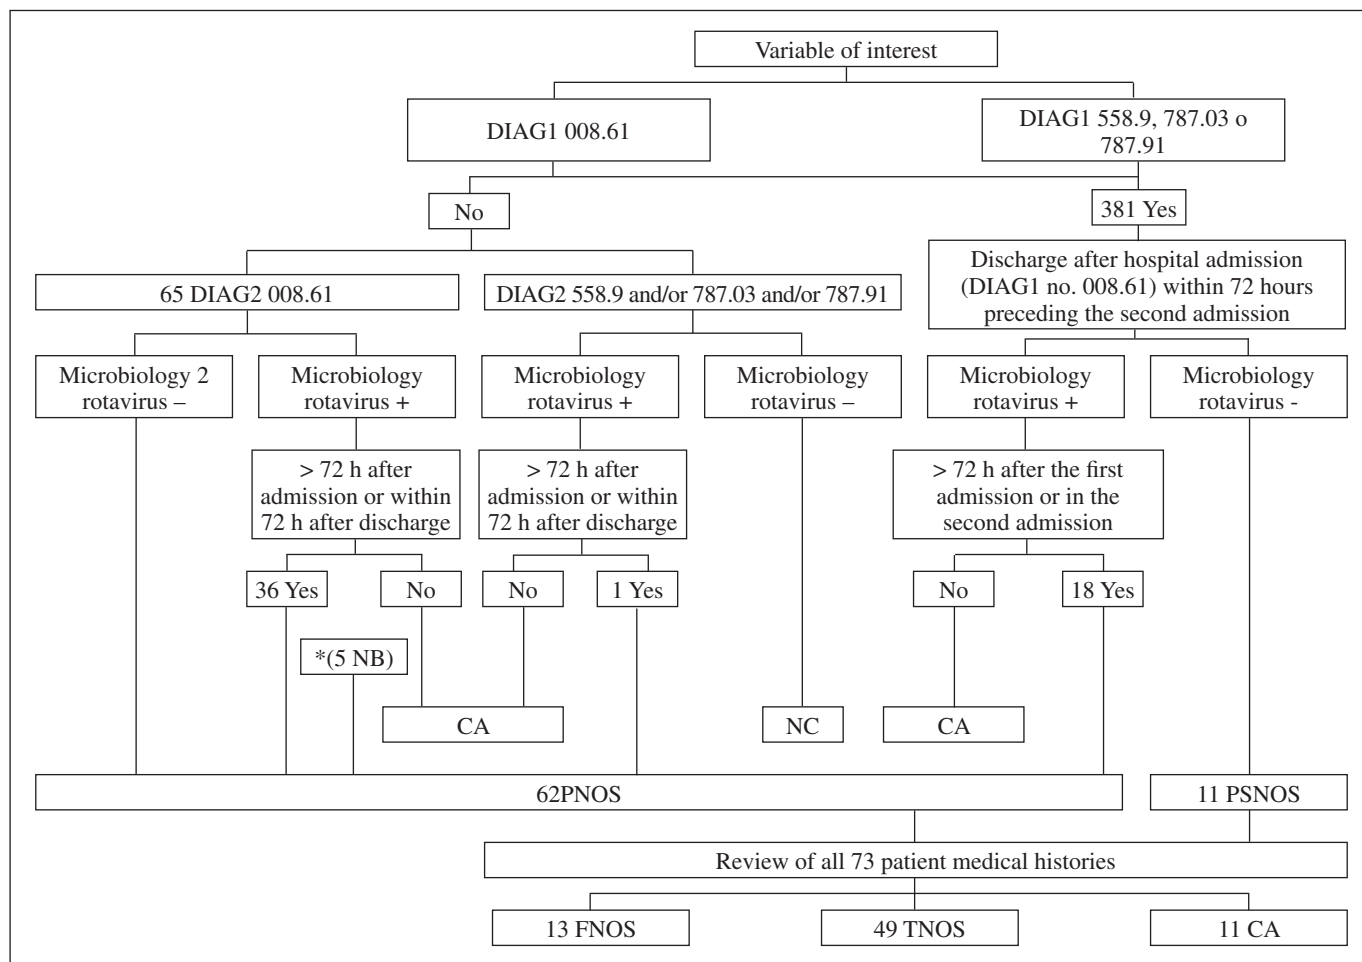 Variable of interest
DIAG1 008.61
DIAG1 558.9, 787.03 o
787.91
No
381 Yes
65 DIAG2 008.61
DIAG2 558.9 and/or 787.03 and/or 787.91
Discharge after hospital admission
(DIAG1 no. 008.61) within 72 hours
preceding the second admission
Microbiology 2
rotavirus –
Microbiology
rotavirus +
Microbiology
rotavirus +
Microbiology
rotavirus –
Microbiology
rotavirus +
Microbiology
rotavirus -
> 72 h after
admission or within
72 h after discharge
> 72 h after
admission or within
72 h after discharge
> 72 h after the first
admission or in the
second admission
36 Yes
No
No
1 Yes
No
18 Yes
*(5 NB)
CA
NC
CA
62PNOS
11 PSNOS
Review of all 73 patient medical histories
13 FNOS
49 TNOS
11 CA